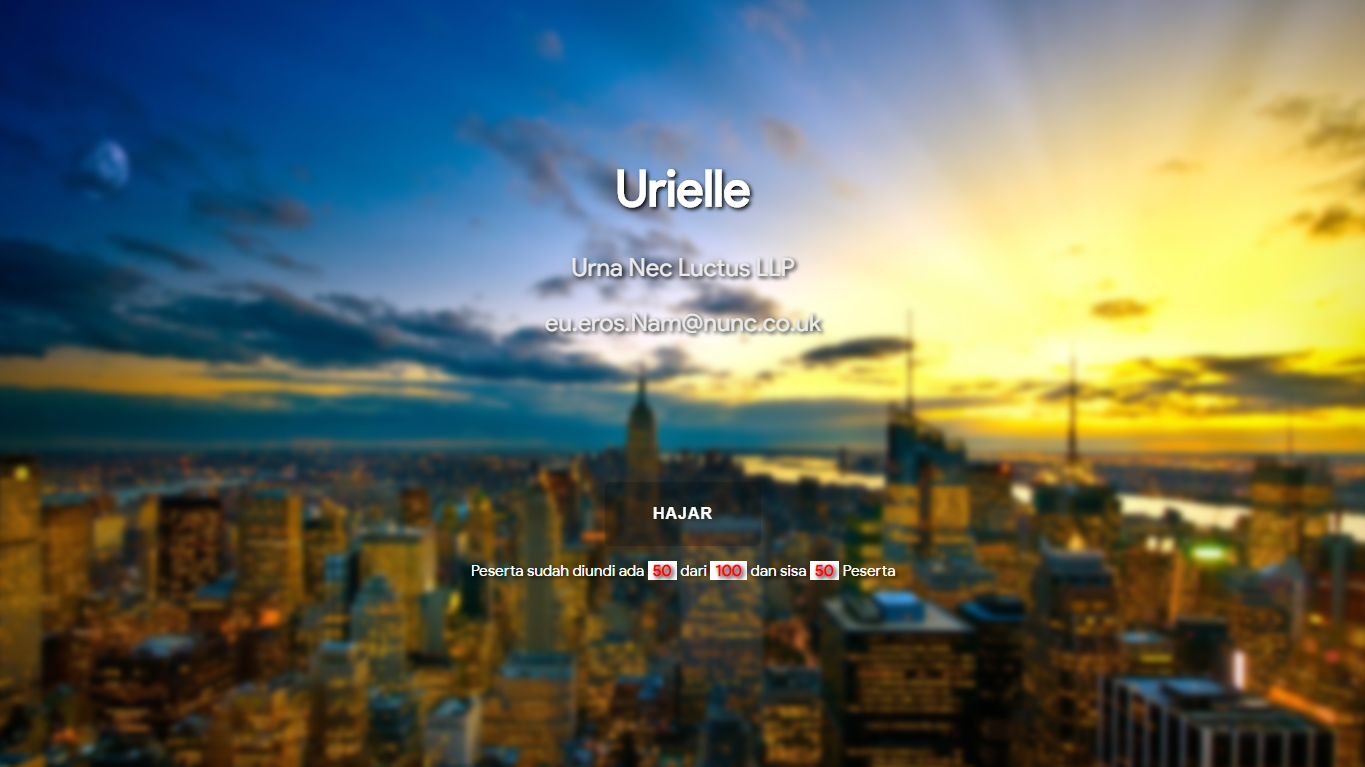 Urielle
Urna Nec Luctus LLP
eu.eros.Nam@nunc.co.uk
HAJAR
Peserta sudah diundi ada 50 dari 100 dan sisa 50 Peserta